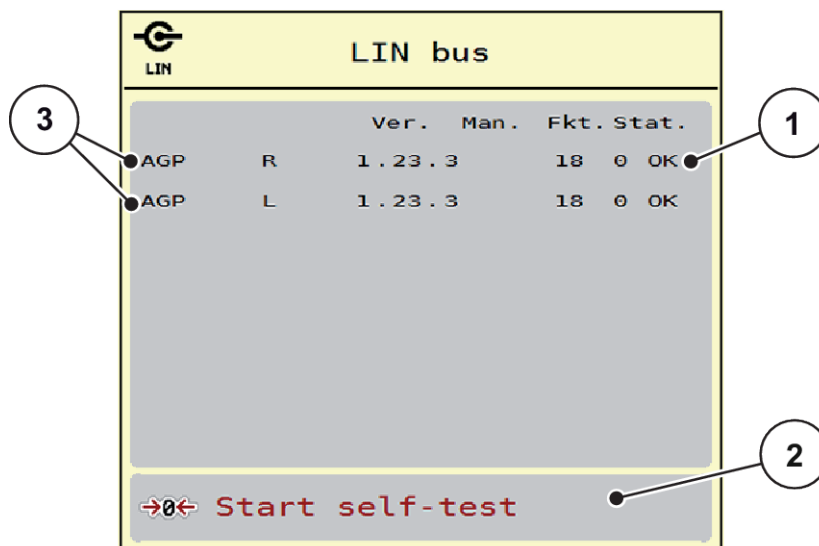 LIN bus
LIN
Ver. Man. Fkt. Stat.
3
1
AGP R 1.23.3 18 0 OK
AGP L 1.23.3 18 0 OK
2
→0← Start self-test